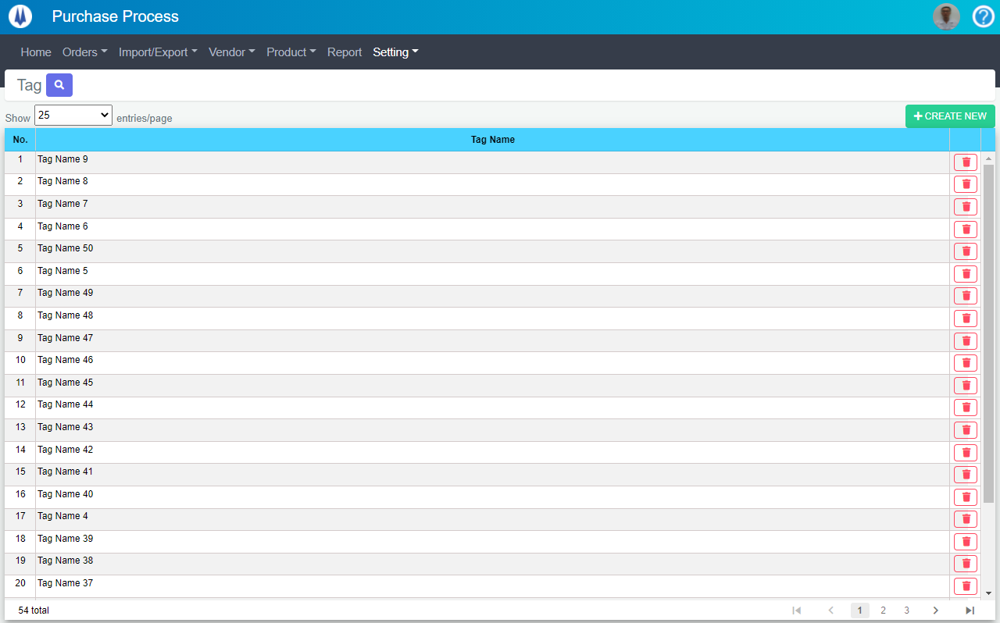 Purchase Process
Home Orders Import/Export Vendor Product Report Setting
Tag
Show 25 entries/page CREATE NEW
No. Tag Name
1 Tag Name 9
2 Tag Name 8
3 Tag Name 7
4 Tag Name 6
5 Tag Name 50
6 Tag Name 5
7 Tag Name 49
8 Tag Name 48
9 Tag Name 47
10 Tag Name 46
11 Tag Name 45
12 Tag Name 44
13 Tag Name 43
14 Tag Name 42
15 Tag Name 41
16 Tag Name 40
17 Tag Name 4
18 Tag Name 39
19 Tag Name 38
20 Tag Name 37
54 total 1 2 3